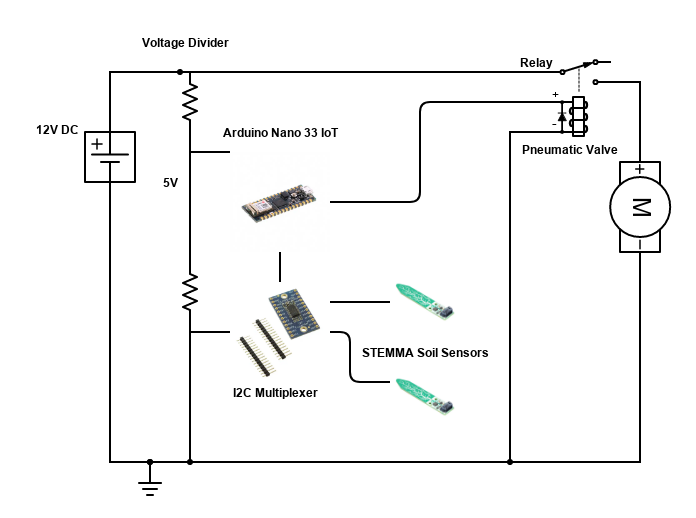 Voltage Divider
Relay
12V DC
+
Arduino Nano 33 IoT
+
-
Pneumatic Valve
5V
+
M
-
STEMMA Soil Sensors
I2C Multiplexer